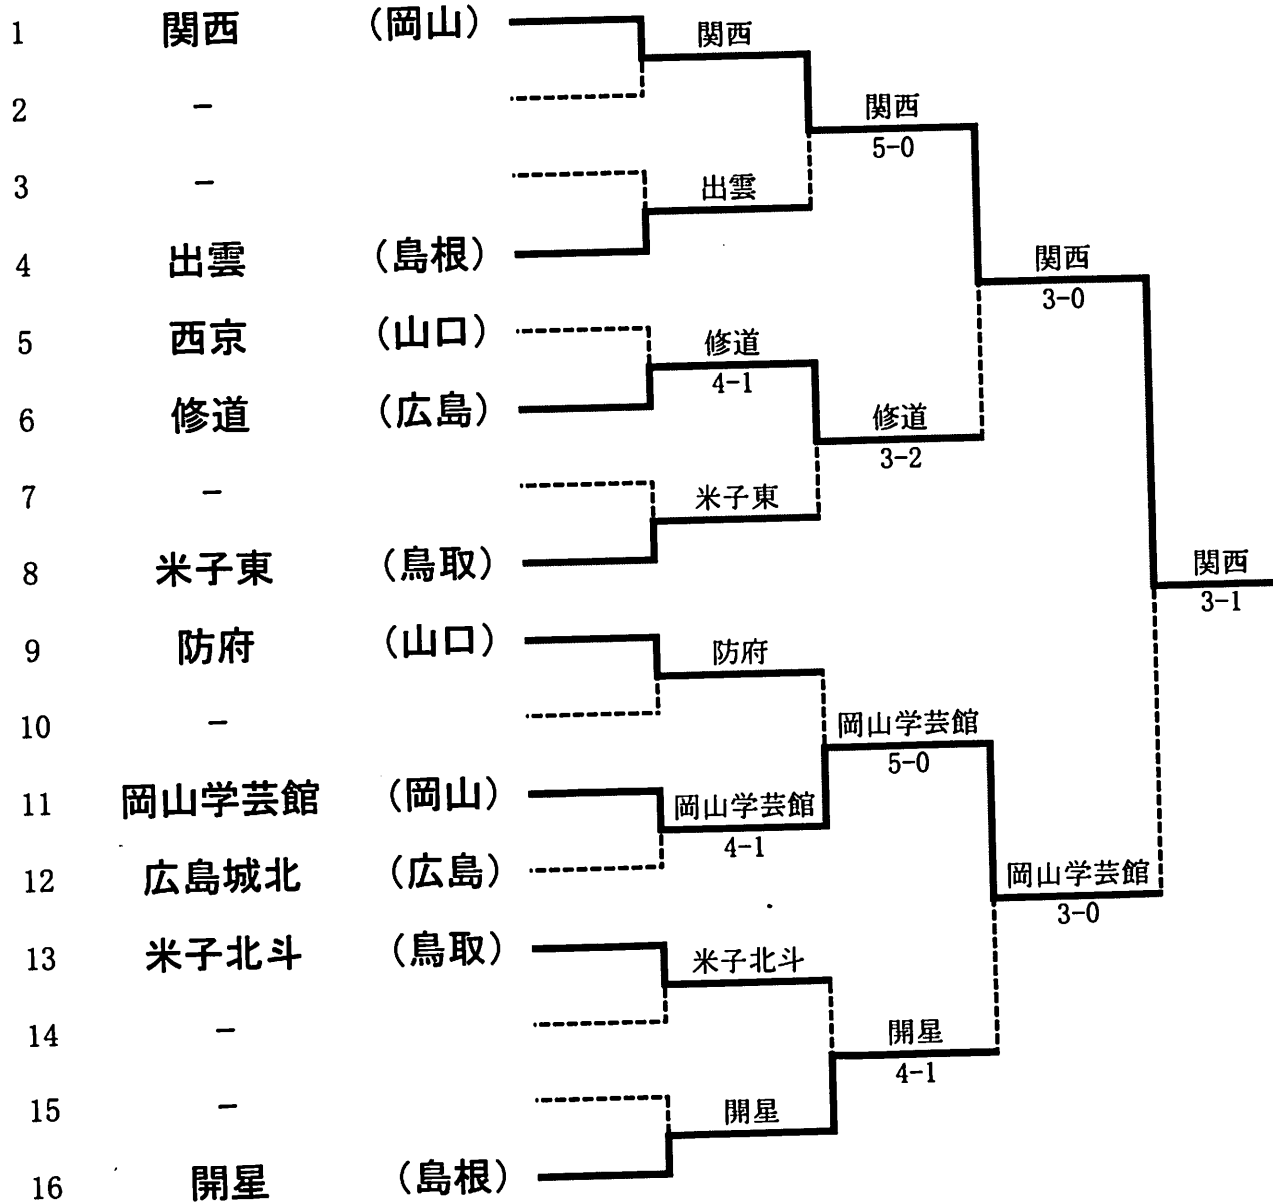 1 関西 (岡山)
関西
2 -
関西
5-0
3 -
出雲
4 出雲 (島根)
関西
3-0
5 西京 (山口)
修道
4-1
6 修道 (広島)
修道
3-2
7 -
米子東
8 米子東 (鳥取)
関西
3-1
9 防府 (山口)
防府
10 -
岡山学芸館
5-0
11 岡山学芸館 (岡山)
岡山学芸館
4-1
12 広島城北 (広島)
岡山学芸館
3-0
13 米子北斗 (鳥取)
米子北斗
14 -
開星
4-1
15 -
開星
16 開星 (島根)